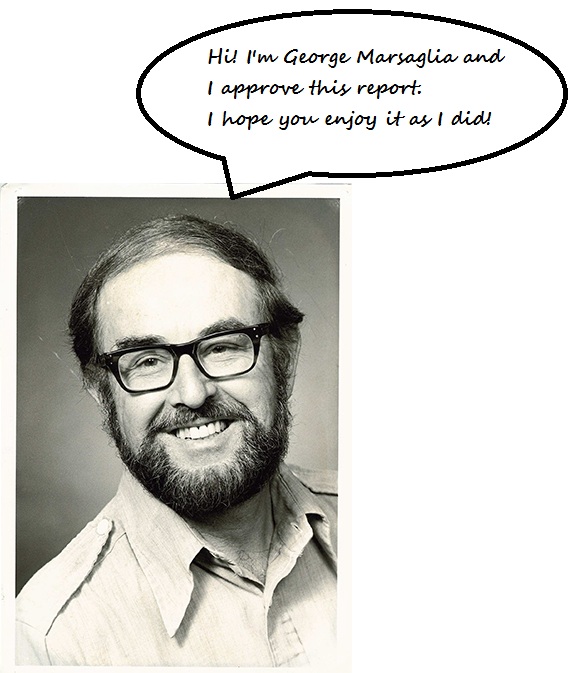 Hi! I'm George Marsaglia and
I approve this report.
I hope you enjoy it as I did!